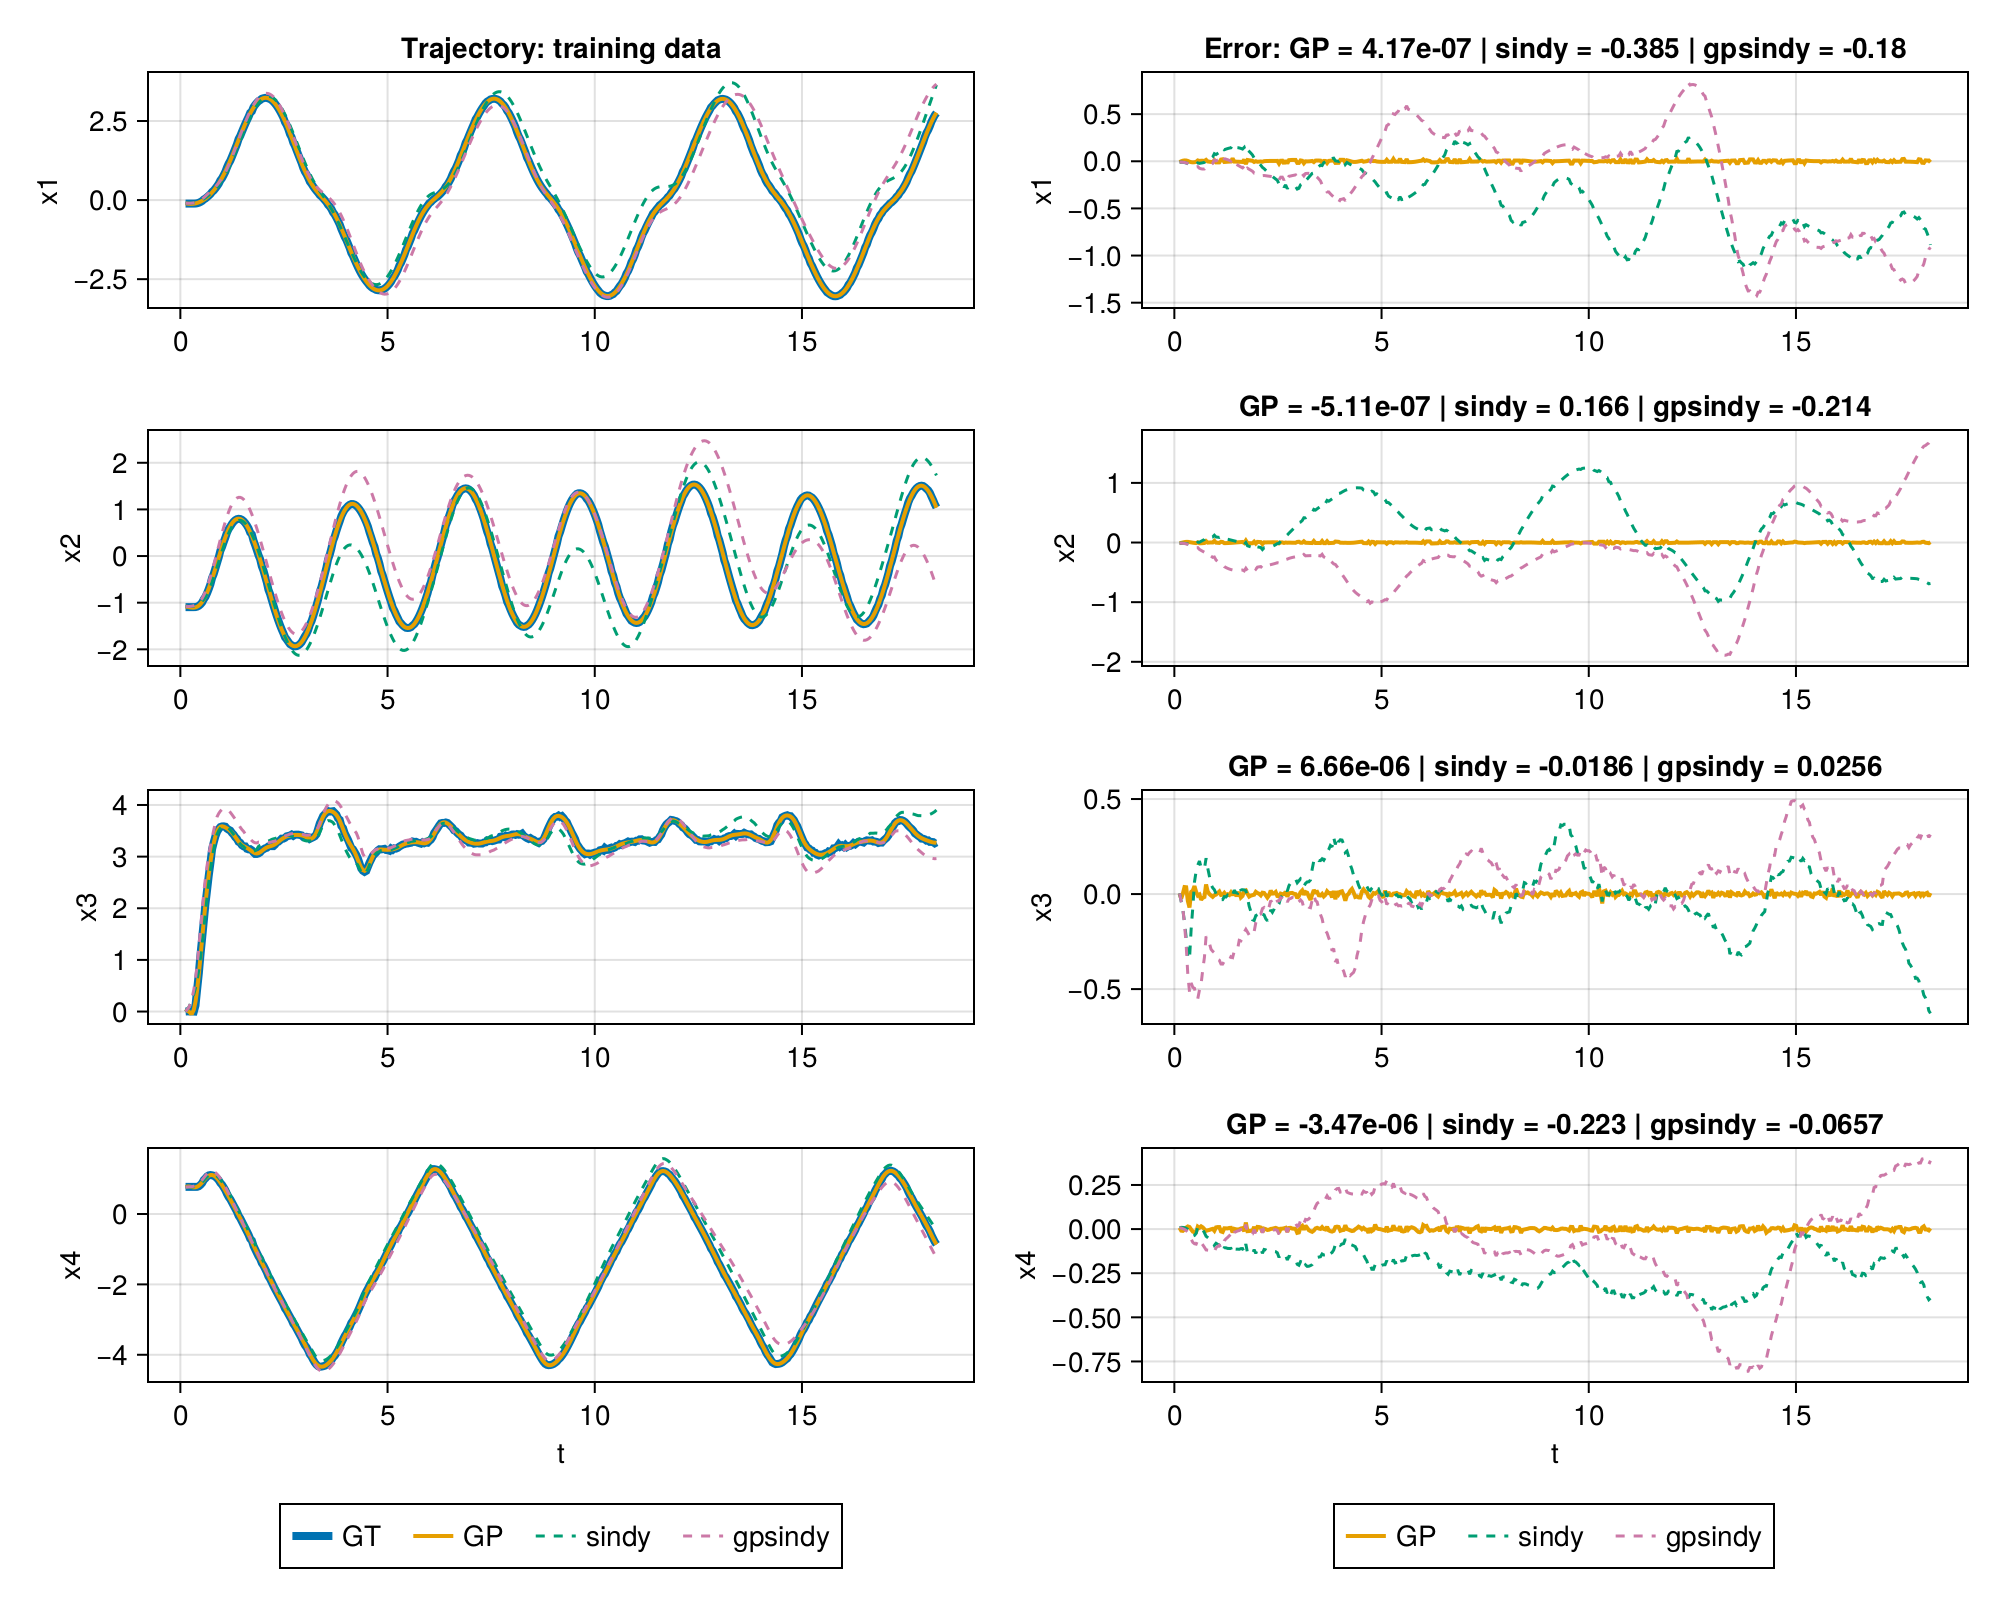 Trajectory: training data
Error: GP = 4.17e-07 | sindy = -0.385 | gpsindy = -0.18
x1
2.5
0.0
−2.5
0 5 10 15
x1
0.5
0.0
−0.5
−1.0
−1.5
0 5 10 15
GP = -5.11e-07 | sindy = 0.166 | gpsindy = -0.214
x2
2
1
0
−1
−2
0 5 10 15
x2
1
0
−1
−2
0 5 10 15
GP = 6.66e-06 | sindy = -0.0186 | gpsindy = 0.0256
x3
4
3
2
1
0
0 5 10 15
x3
0.5
0.0
−0.5
0 5 10 15
GP = -3.47e-06 | sindy = -0.223 | gpsindy = -0.0657
x4
0
−2
−4
0 5 10 15
t
x4
0.25
0.00
−0.25
−0.50
−0.75
0 5 10 15
t
GT GP sindy gpsindy
GP sindy gpsindy